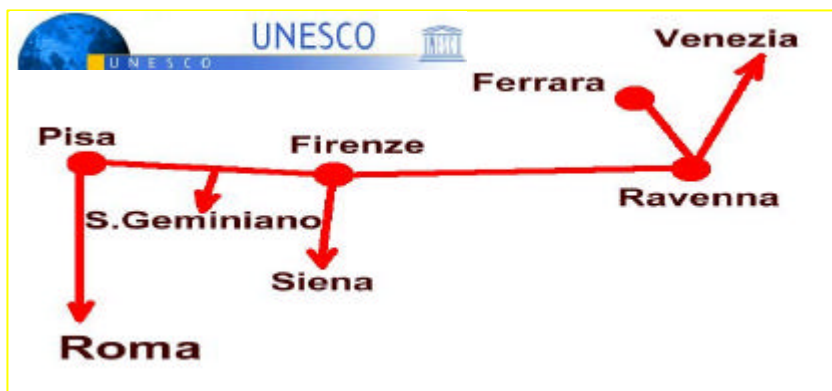 UNESCO
UNESCO
Venezia
Ferrara
Pisa
Firenze
Ravenna
S.Geminiano
Siena
Roma